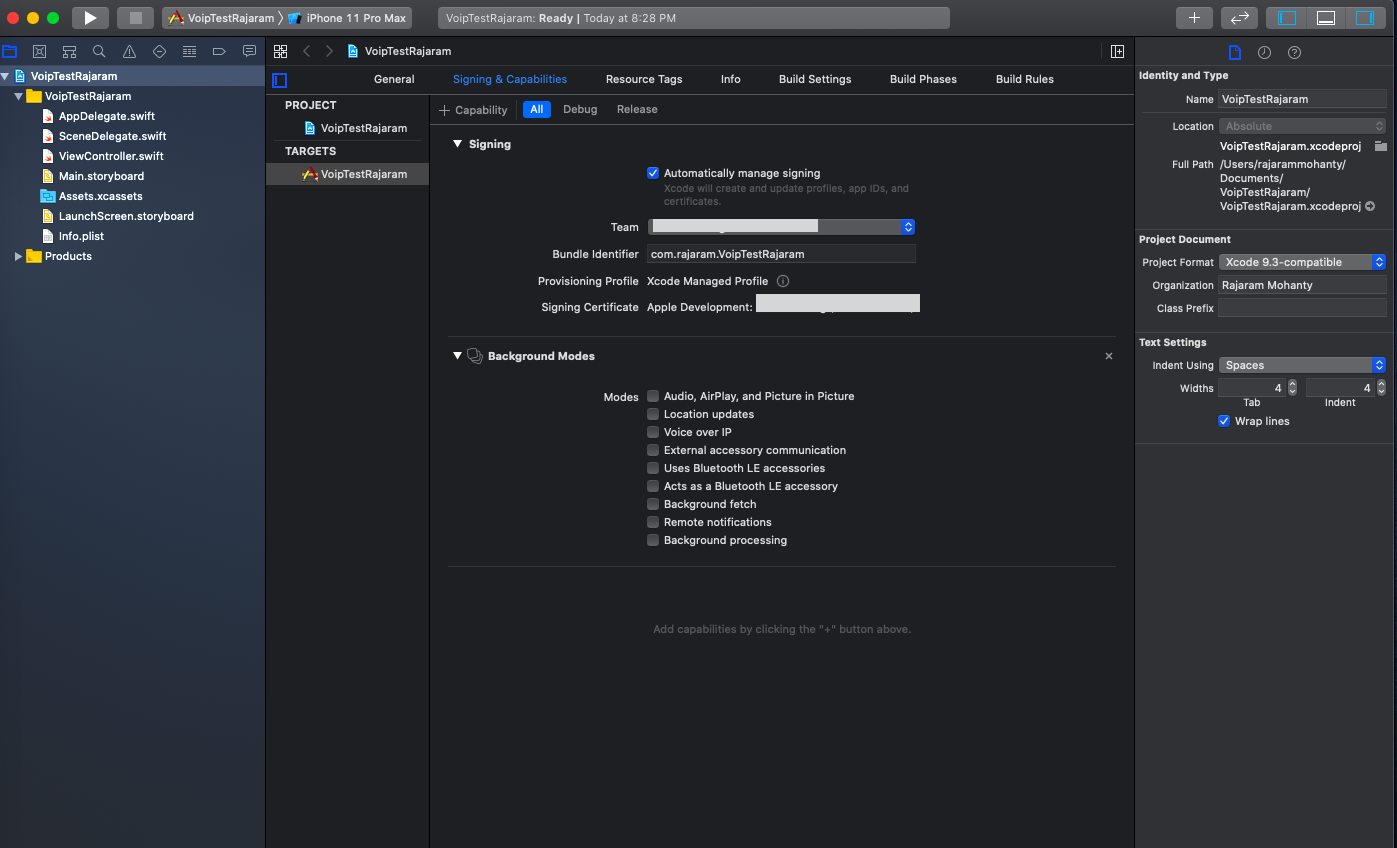 VoipTestRajaram 〉 iPhone 11 Pro Max
VoipTestRajaram: Ready | Today at 8:28 PM
VoipTestRajaram
VoipTestRajaram
AppDelegate.swift
SceneDelegate.swift
ViewController.swift
Main.storyboard
Assets.xcassets
LaunchScreen.storyboard
Info.plist
Products
VoipTestRajaram
General Signing & Capabilities Resource Tags Info Build Settings Build Phases Build Rules
PROJECT
VoipTestRajaram
TARGETS
VoipTestRajaram
+ Capability All Debug Release
Signing
Automatically manage signing
Xcode will create and update profiles, app IDs, and
certificates.
Team
Bundle Identifier com.rajaram.VoipTestRajaram
Provisioning Profile Xcode Managed Profile
Signing Certificate Apple Development:
Background Modes
Modes Audio, AirPlay, and Picture in Picture
Location updates
Voice over IP
External accessory communication
Uses Bluetooth LE accessories
Acts as a Bluetooth LE accessory
Background fetch
Remote notifications
Background processing
Add capabilities by clicking the "+" button above.
Identity and Type
Name VoipTestRajaram
Location Absolute
VoipTestRajaram.xcodeproj
Full Path /Users/rajarammohanty/
Documents/
VoipTestRajaram/
VoipTestRajaram.xcodeproj
Project Document
Project Format Xcode 9.3-compatible
Organization Rajaram Mohanty
Class Prefix
Text Settings
Indent Using Spaces
Widths 4 4
Tab Indent
Wrap lines